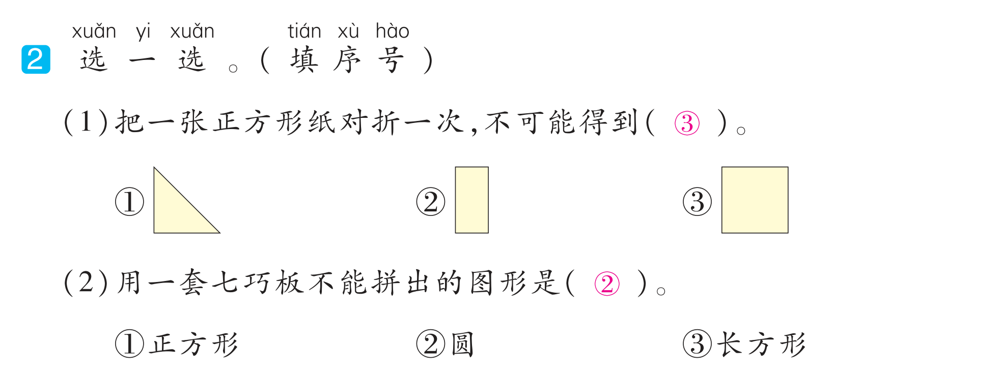 xuǎn yi xuǎn tián xù hào
2 选一选。(填序号)
(1)把一张正方形纸对折一次,不可能得到( ③ )。
① ② ③
(2)用一套七巧板不能拼出的图形是( ② )。
①正方形 ②圆 ③长方形